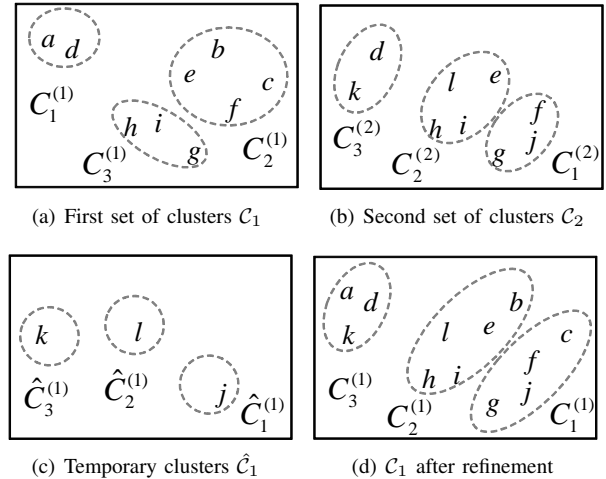 a d b e c
h i f g
C_1^{(1)} C_3^{(1)} C_2^{(1)}
(a) First set of clusters 𝒞_1
d l e
k h i f
g j
C_3^{(2)} C_2^{(2)} C_1^{(2)}
(b) Second set of clusters 𝒞_2
k l j
Ĉ_3^{(1)} Ĉ_2^{(1)} Ĉ_1^{(1)}
(c) Temporary clusters 𝒞̂_1
a d b c
k l e f
h i g j
C_3^{(1)} C_2^{(1)} C_1^{(1)}
(d) 𝒞_1 after refinement